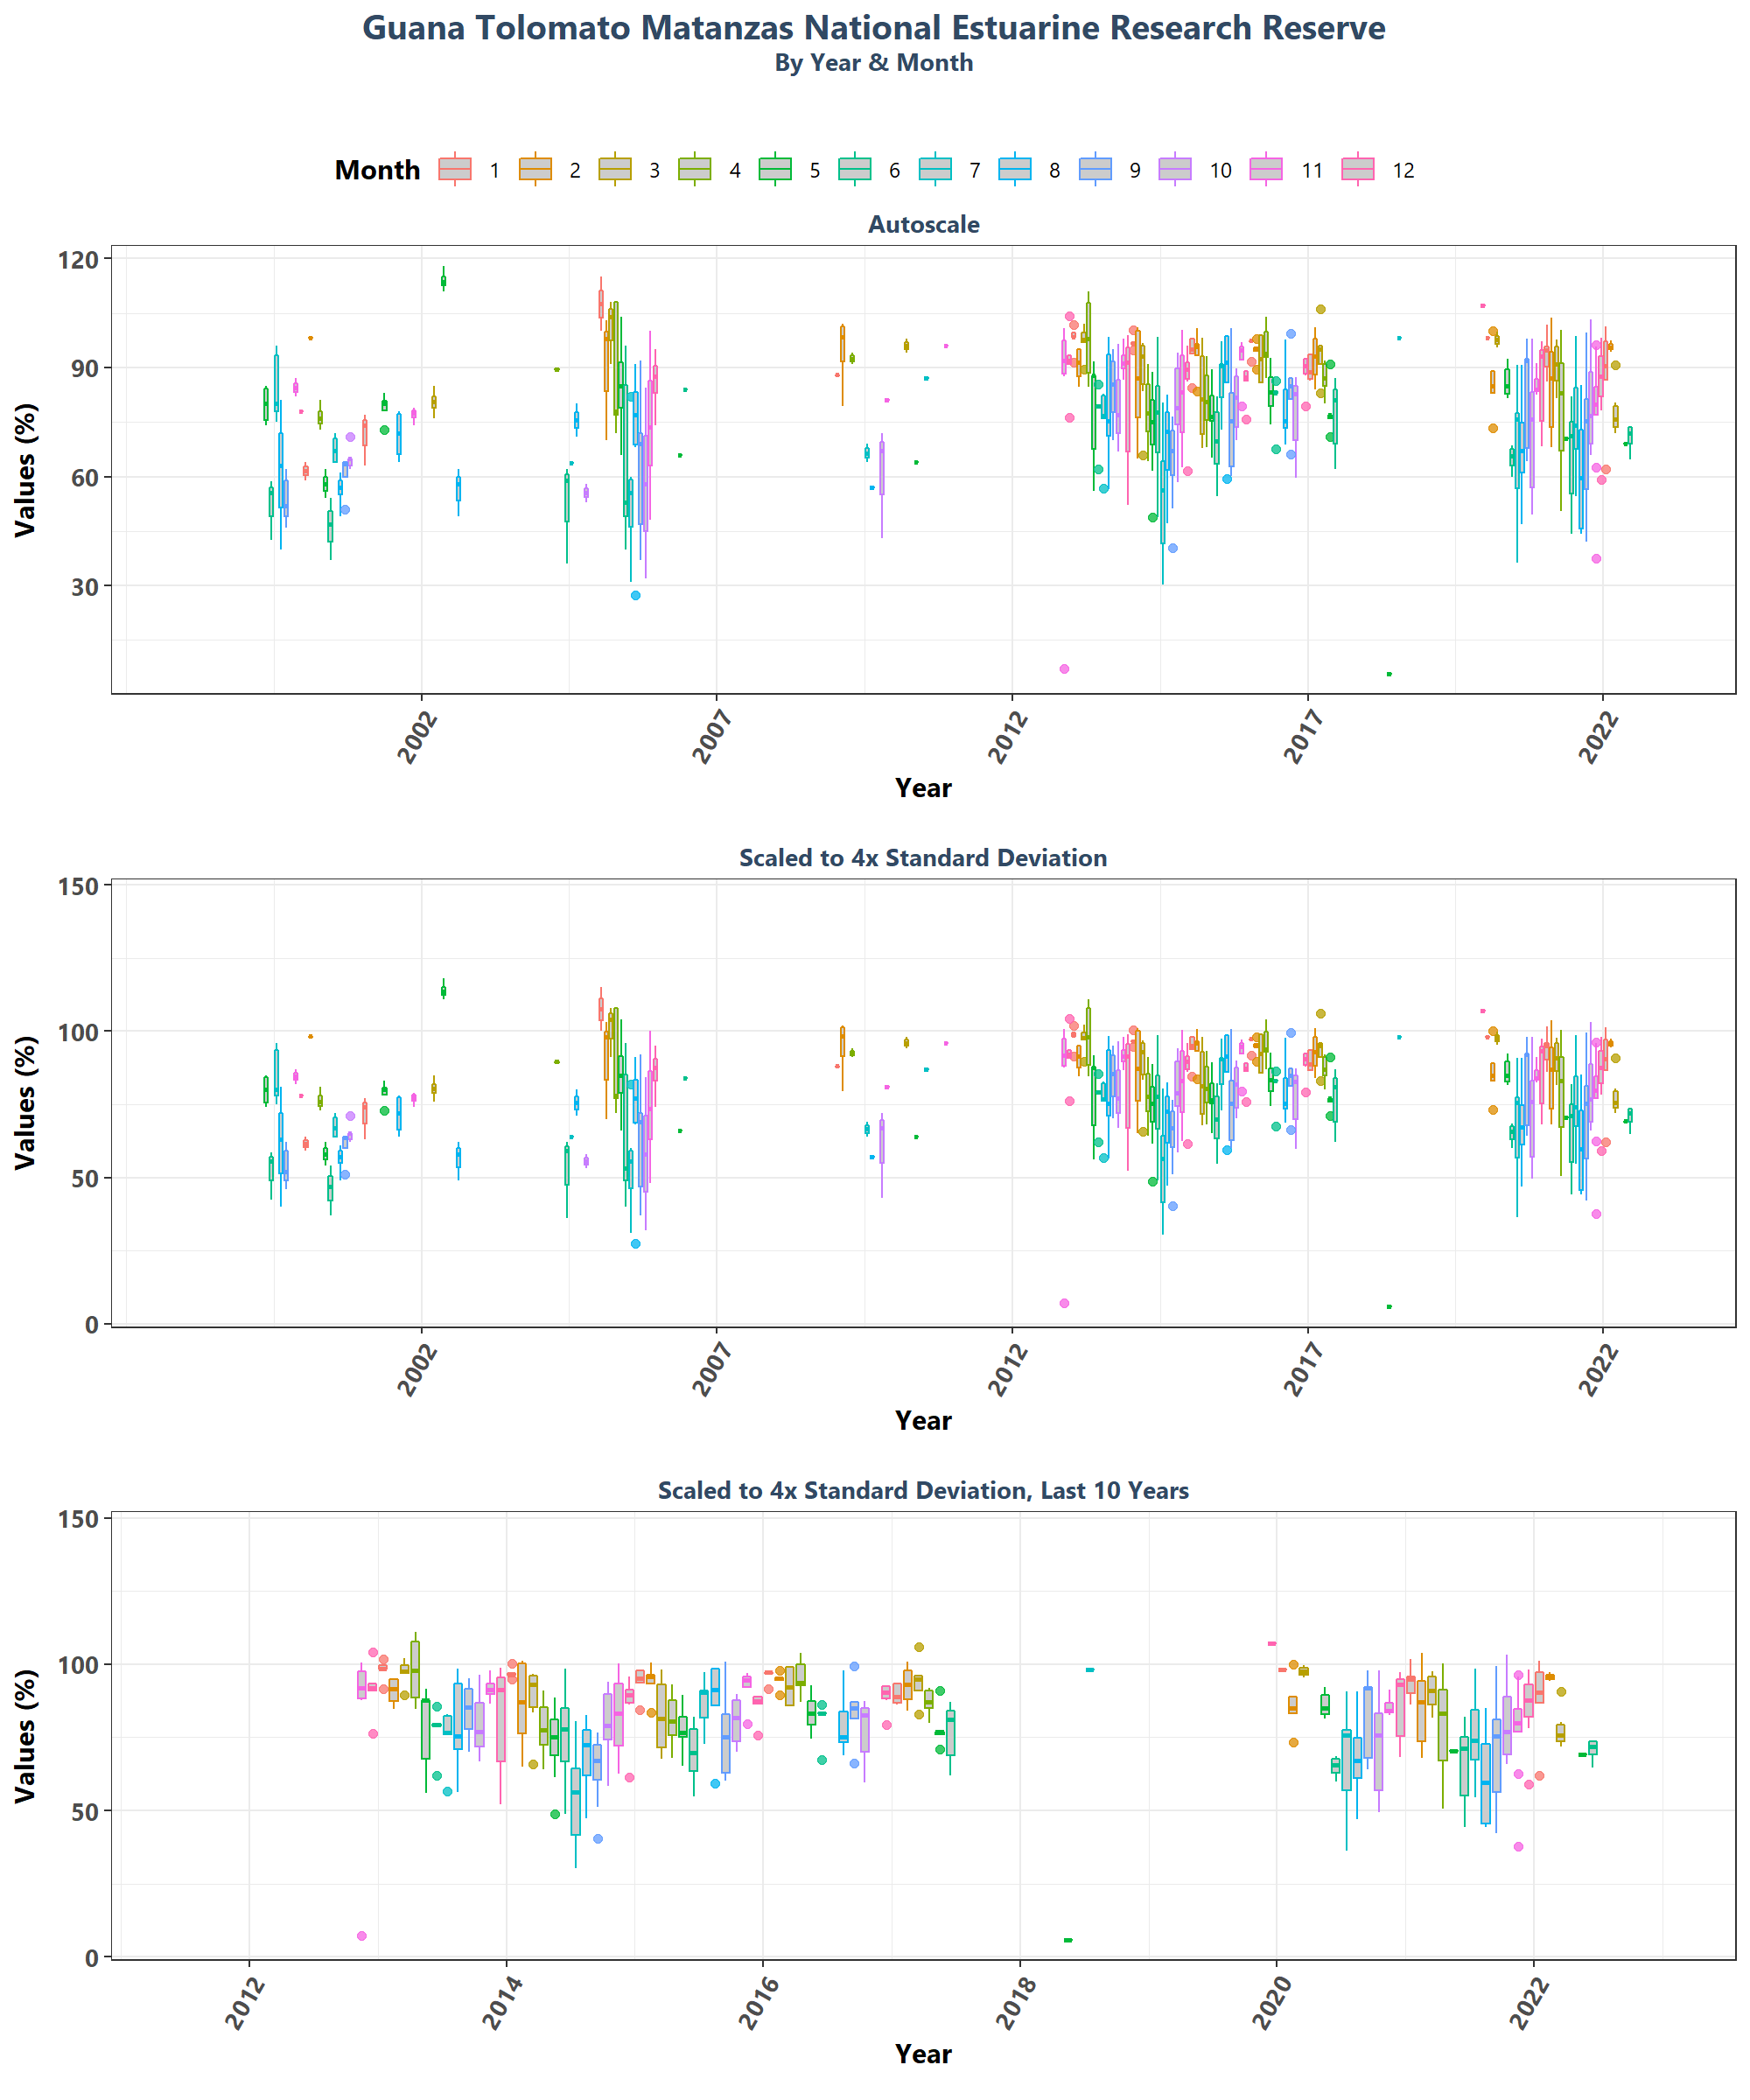 Guana Tolomato Matanzas National Estuarine Research Reserve
By Year & Month
Month 1 2 3 4 5 6 7 8 9 10 11 12
Autoscale
Values (%)
120
90
60
30
2002 2007 2012 2017 2022
Year
Scaled to 4x Standard Deviation
Values (%)
150
100
50
0
2002 2007 2012 2017 2022
Year
Scaled to 4x Standard Deviation, Last 10 Years
Values (%)
150
100
50
0
2012 2014 2016 2018 2020 2022
Year